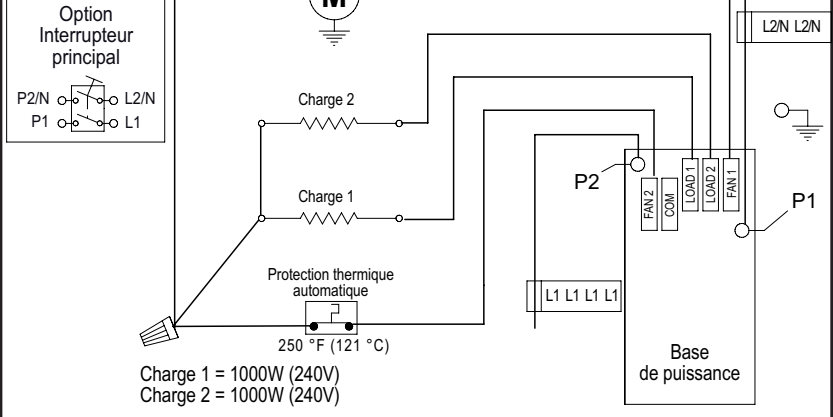 Option
Interrupteur
principal
P2/N L2/N
P1 L1
M
L2/N L2/N
Charge 2
Charge 1
P2
FAN 2
COM
LOAD 1
LOAD 2
FAN 1
P1
Protection thermique
automatique
250 °F (121 °C)
L1 L1 L1 L1
Base
de puissance
Charge 1 = 1000W (240V)
Charge 2 = 1000W (240V)